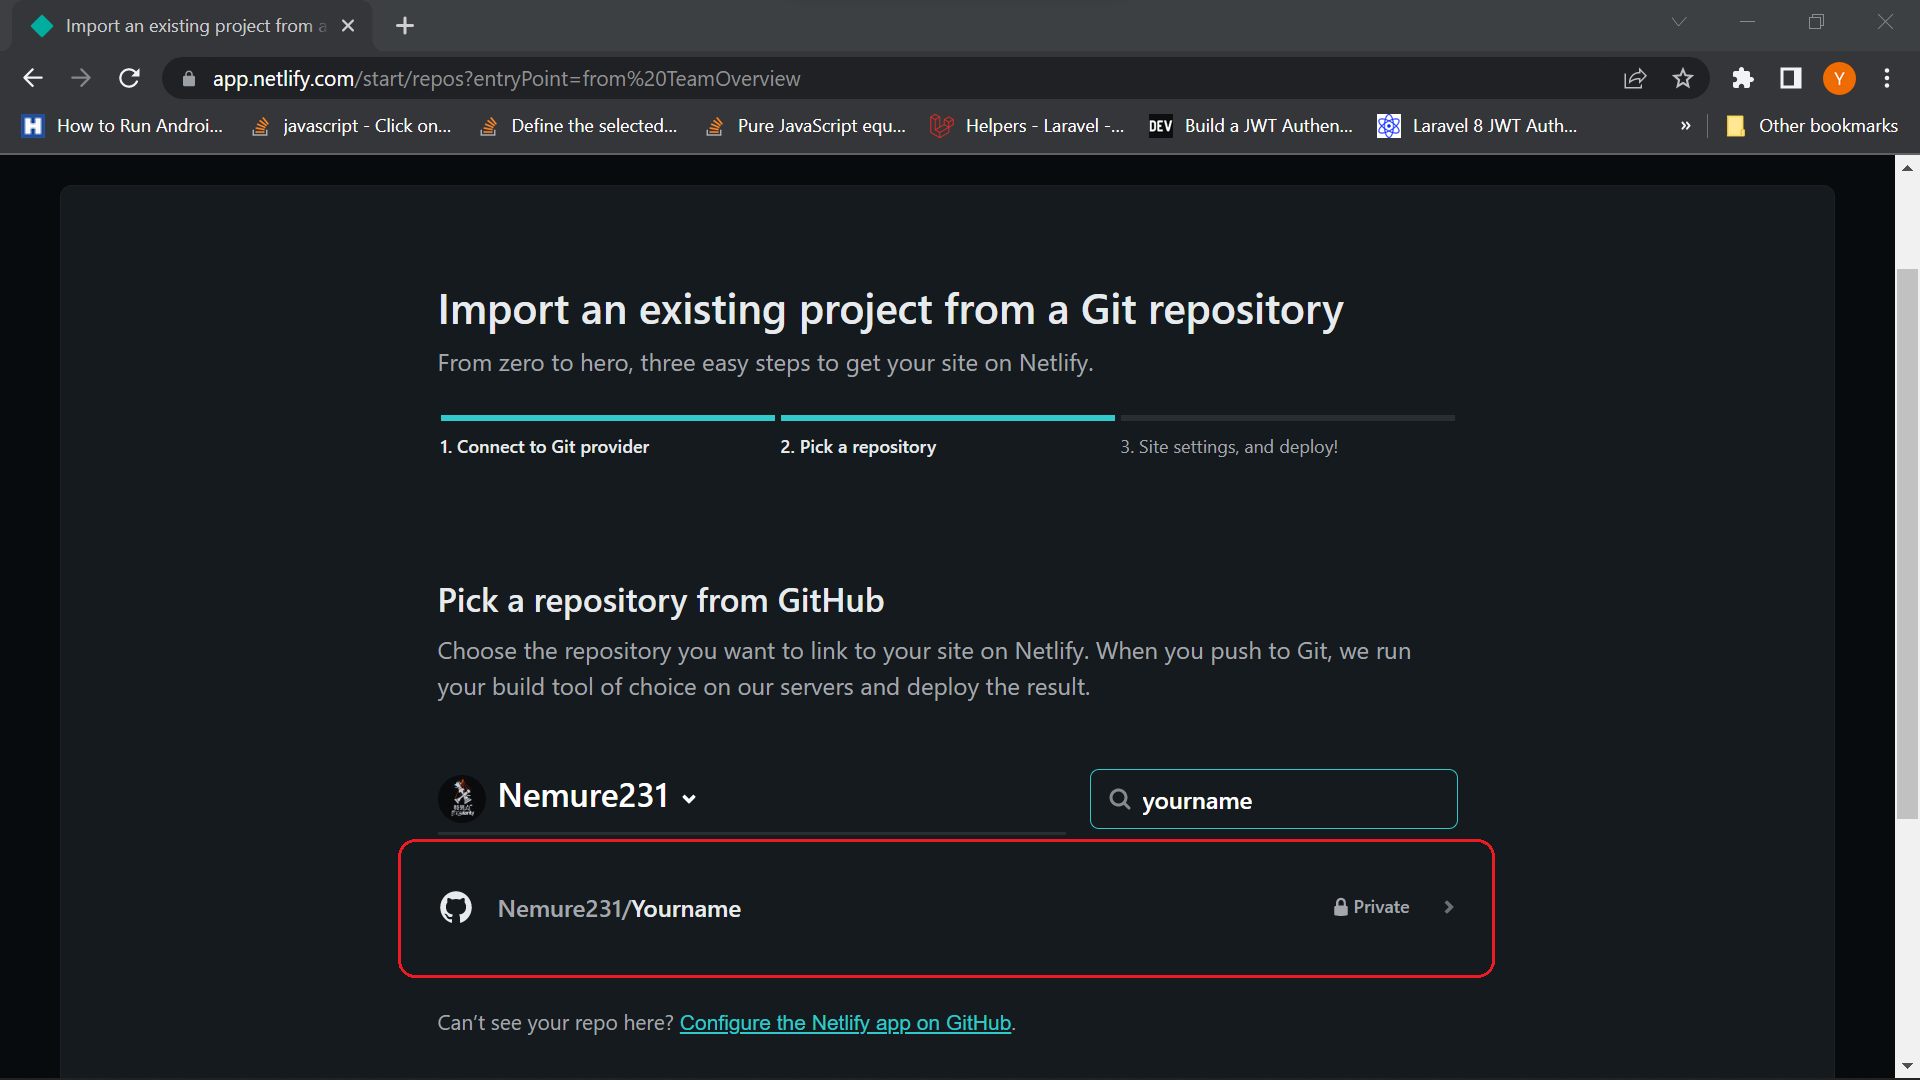 Import an existing project from a
app.netlify.com/start/repos?entryPoint=from%20TeamOverview
Y
H How to Run Androi...
javascript - Click on...
Define the selected...
Pure JavaScript equ...
Helpers - Laravel -...
DEV Build a JWT Authen...
Laravel 8 JWT Auth...
»
Other bookmarks
Import an existing project from a Git repository
From zero to hero, three easy steps to get your site on Netlify.
1. Connect to Git provider
2. Pick a repository
3. Site settings, and deploy!
Pick a repository from GitHub
Choose the repository you want to link to your site on Netlify. When you push to Git, we run
your build tool of choice on our servers and deploy the result.
Nemure231
yourname
Nemure231/Yourname
Private
Can’t see your repo here? Configure the Netlify app on GitHub.